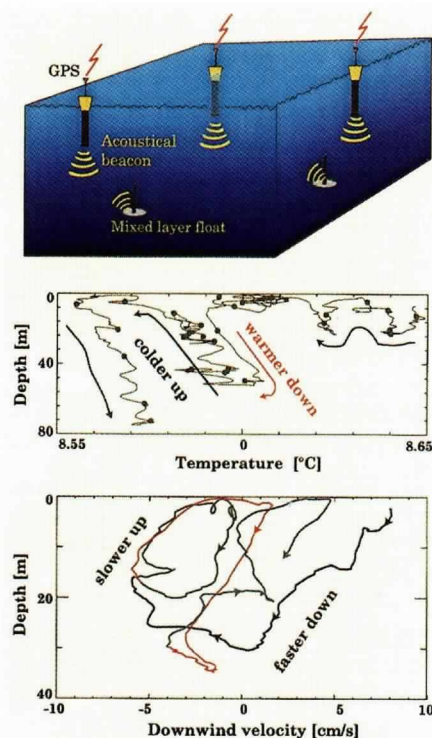 GPS
Acoustical
beacon
Mixed layer float
0
40
80
Depth [m]
colder up
warmer down
8.55
0
8.65
Temperature [°C]
0
20
40
Depth [m]
slower up
faster down
-10
-5
0
5
10
Downwind velocity [cm/s]